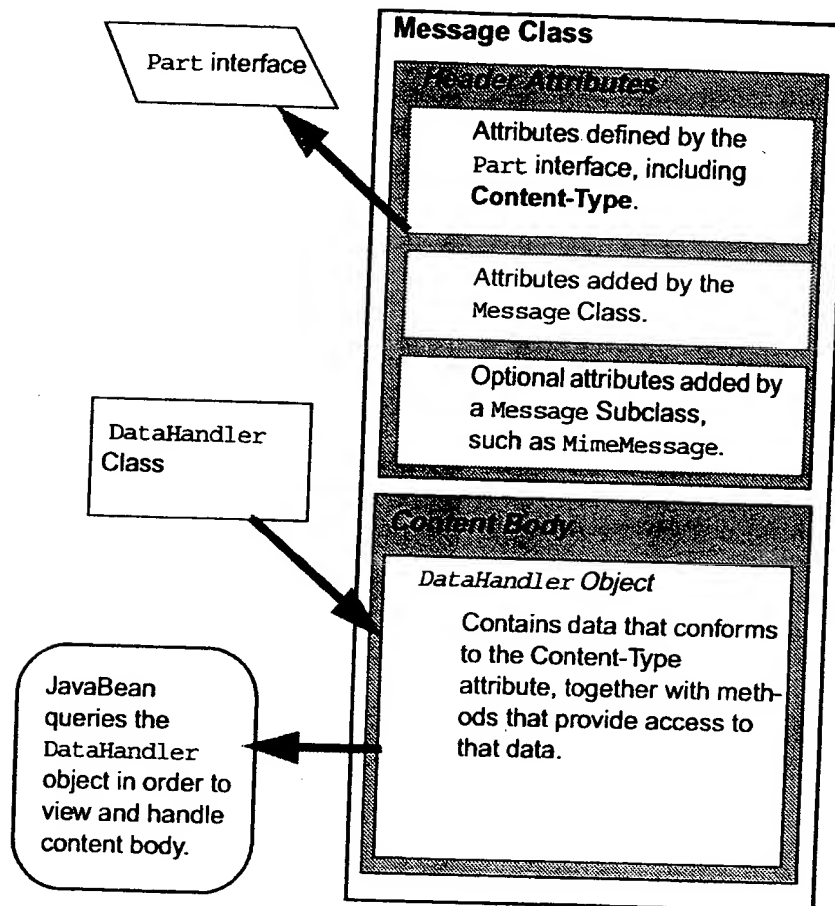 Message Class
Part interface
Header Attributes
Attributes defined by the
Part interface, including
Content-Type.
Attributes added by the
Message Class.
Optional attributes added by
a Message Subclass,
such as MimeMessage.
DataHandler
Class
Content Body
DataHandler Object
Contains data that conforms
to the Content-Type
attribute, together with meth-
ods that provide access to
that data.
JavaBean
queries the
DataHandler
object in order to
view and handle
content body.